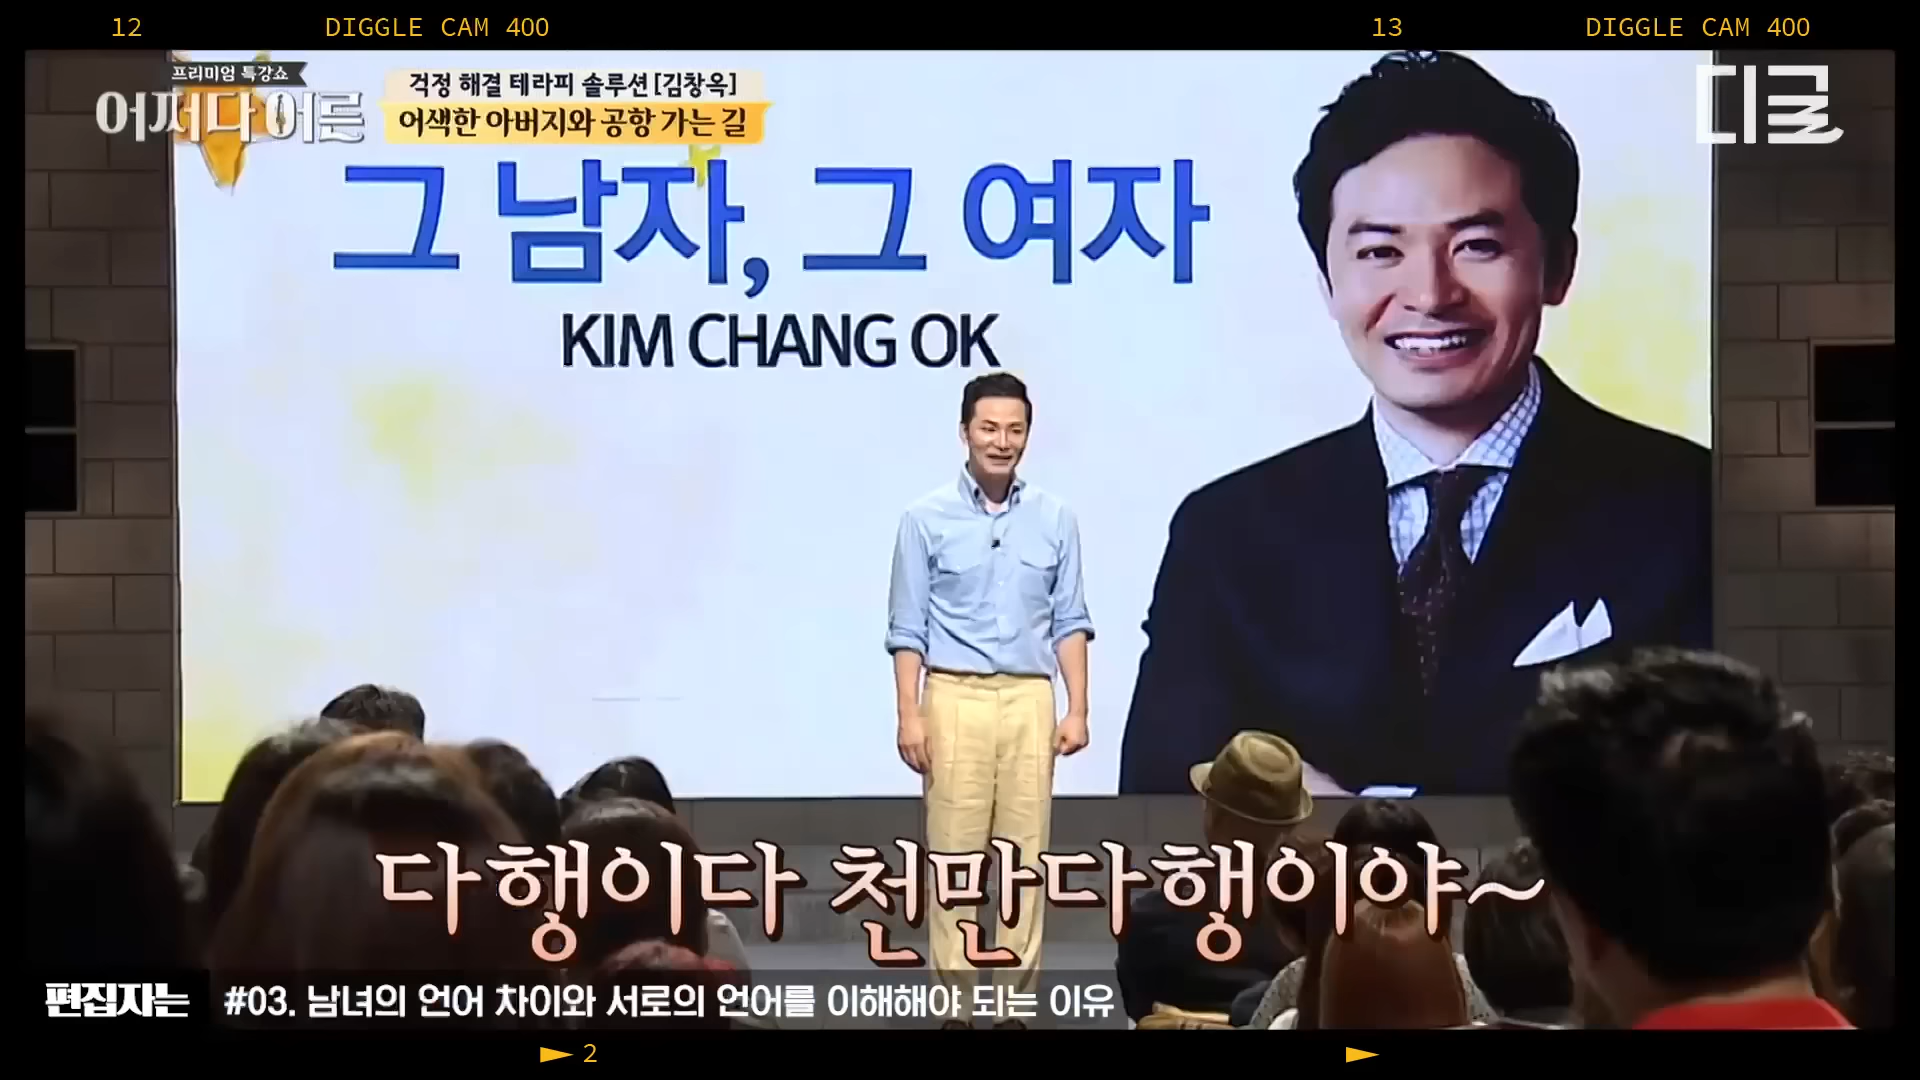 12 DIGGLE CAM 400 13 DIGGLE CAM 400
프리미엄 특강쇼
어쩌다 어른
걱정 해결 테라피 솔루션 [김창옥]
어색한 아버지와 공항 가는 길
디글
그 남자, 그 여자
KIM CHANG OK
다행이다 천만다행이야~
편집자는 #03. 남녀의 언어 차이와 서로의 언어를 이해해야 되는 이유
2